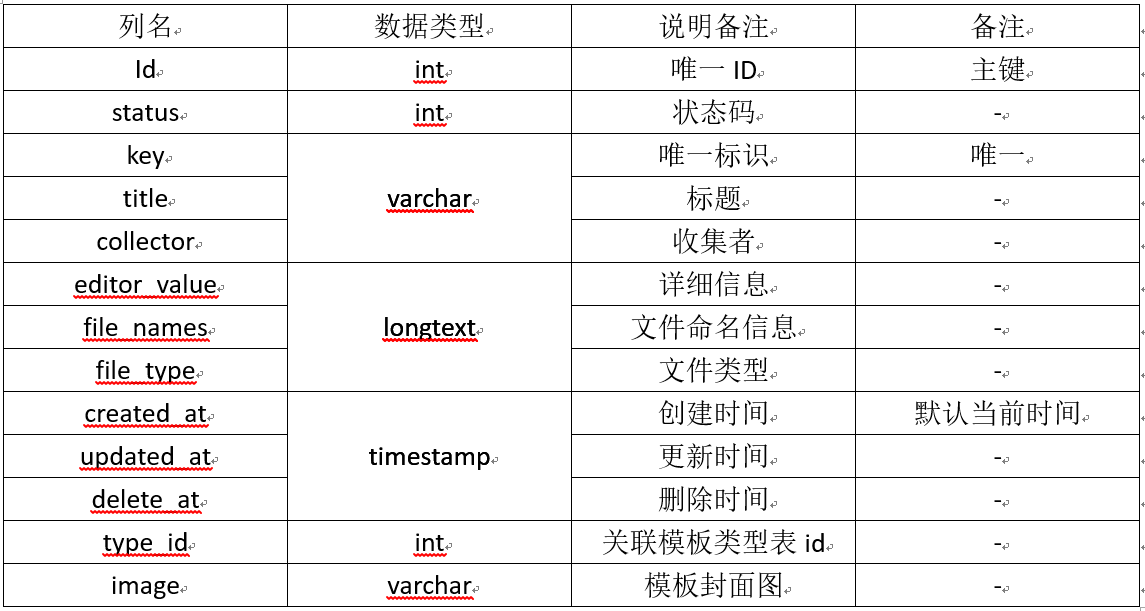 列名 数据类型 说明备注 备注
Id int 唯一 ID 主键
status int 状态码 -
key varchar 唯一标识 唯一
title 标题 -
collector 收集者 -
editor_value longtext 详细信息 -
file_names 文件命名信息 -
file_type 文件类型 -
created_at timestamp 创建时间 默认当前时间
updated_at 更新时间 -
delete_at 删除时间 -
type_id int 关联模板类型表 id -
image varchar 模板封面图 -